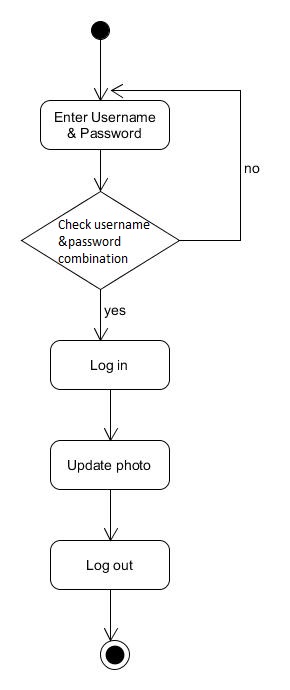 Enter Username
& Password
no
Check username
&password
combination
yes
Log in
Update photo
Log out